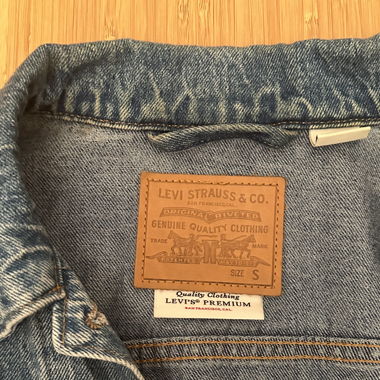 LEVI STRAUSS & CO.
SAN FRANCISCO, CAL.
ORIGINAL RIVETED
GENUINE QUALITY CLOTHING
TRADE MARK
SIZE S
Quality Clothing
LEVI'S PREMIUM
SAN FRANCISCO, CAL.